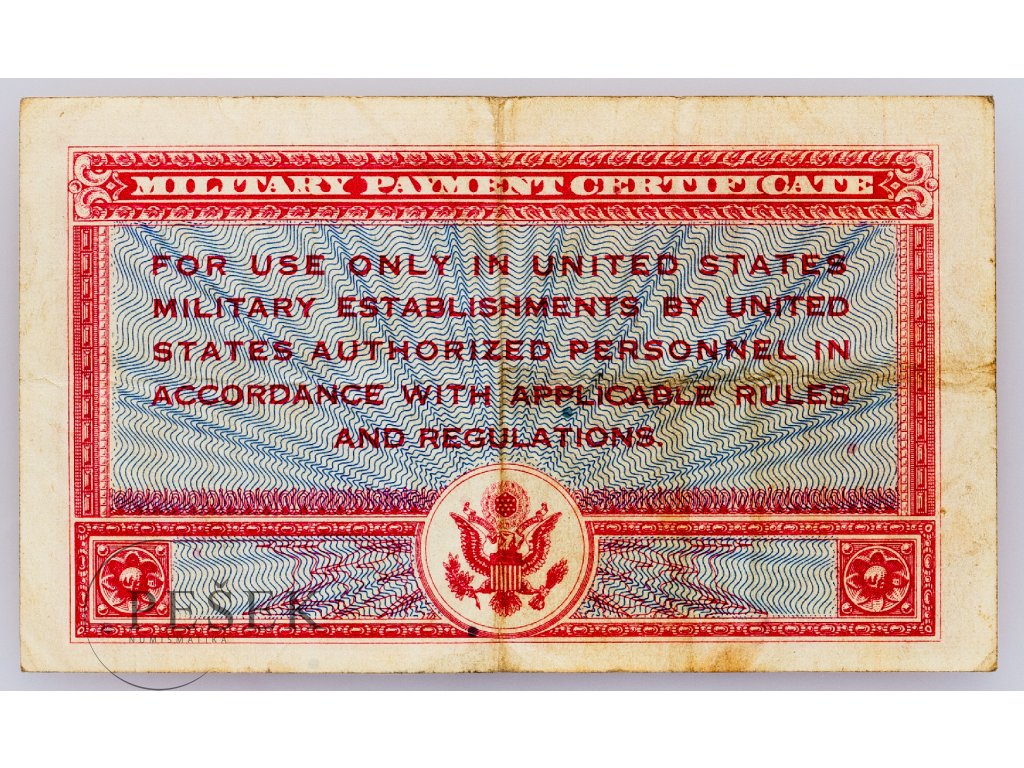 MILITARY PAYMENT CERTIFICATE
FOR USE ONLY IN UNITED STATES
MILITARY ESTABLISHMENTS BY UNITED
STATES AUTHORIZED PERSONNEL IN
ACCORDANCE WITH APPLICABLE RULES
AND REGULATIONS.
PEŠEK
NUMISMATIKA